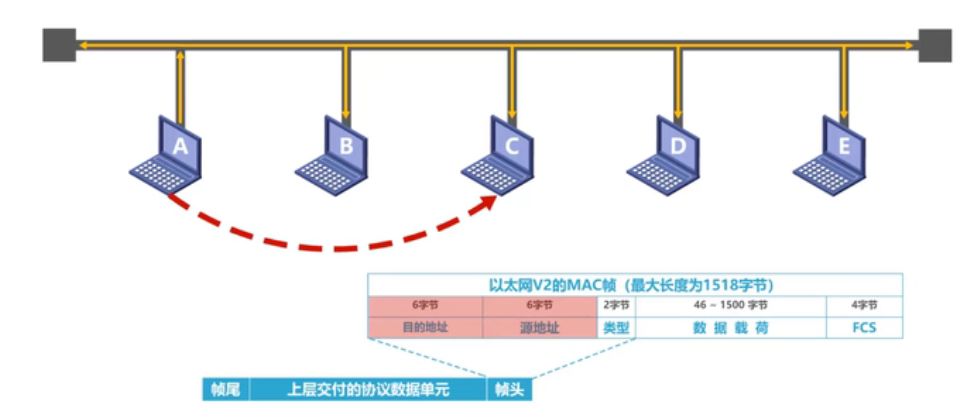 A B C D E
以太网V2的MAC帧（最大长度为1518字节）
6字节 6字节 2字节 46 ~ 1500 字节 4字节
目的地址 源地址 类型 数 据 载 荷 FCS
帧尾 上层交付的协议数据单元 帧头